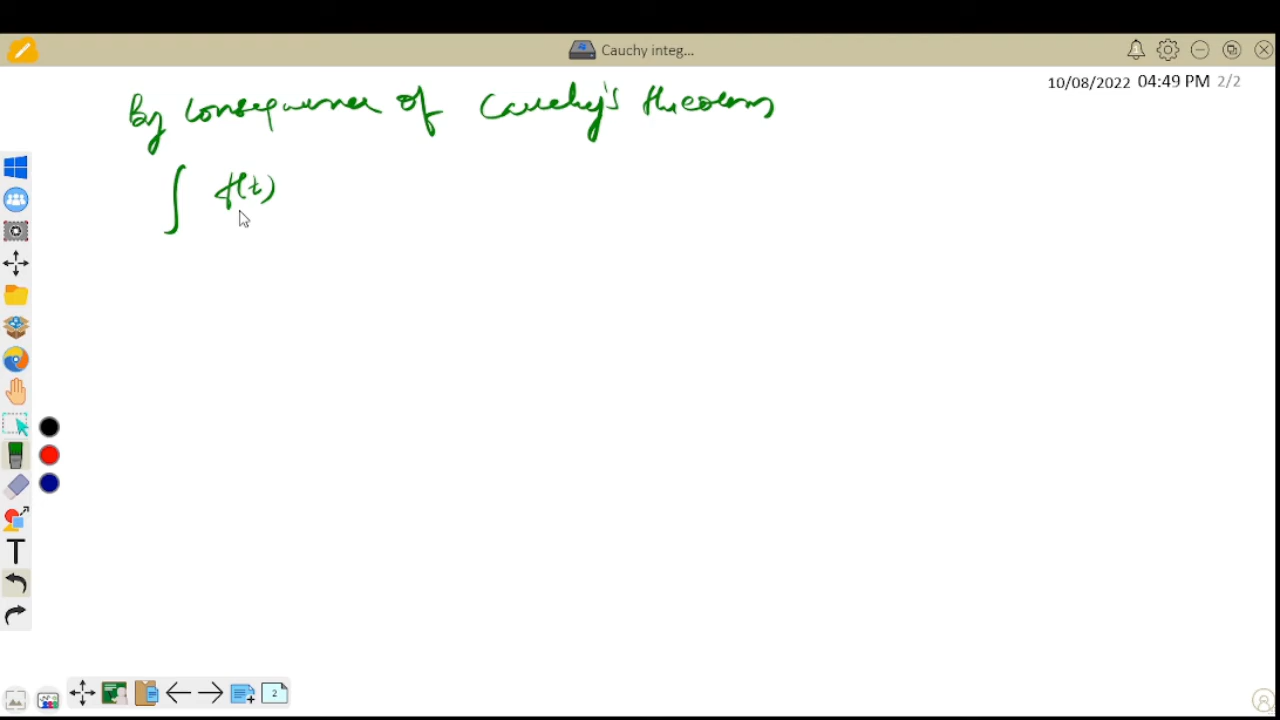 Cauchy integ...
10/08/2022 04:49 PM 2/2
By consequence of Cauchy's theorem
∫ f(t)
T
2